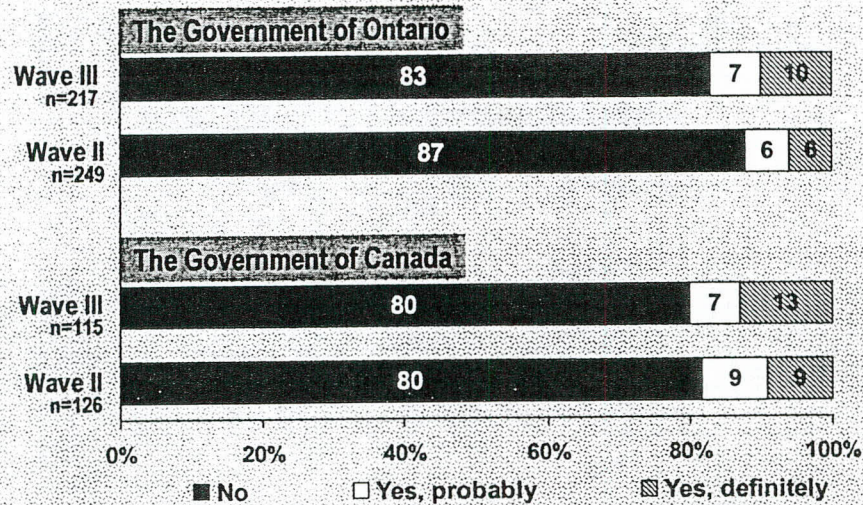 The Government of Ontario
Wave III 83 7 10
n=217
Wave II 87 6 6
n=249
The Government of Canada
Wave III 80 7 13
n=115
Wave II 80 9 9
n=126
0% 20% 40% 60% 80% 100%
No Yes, probably Yes, definitely